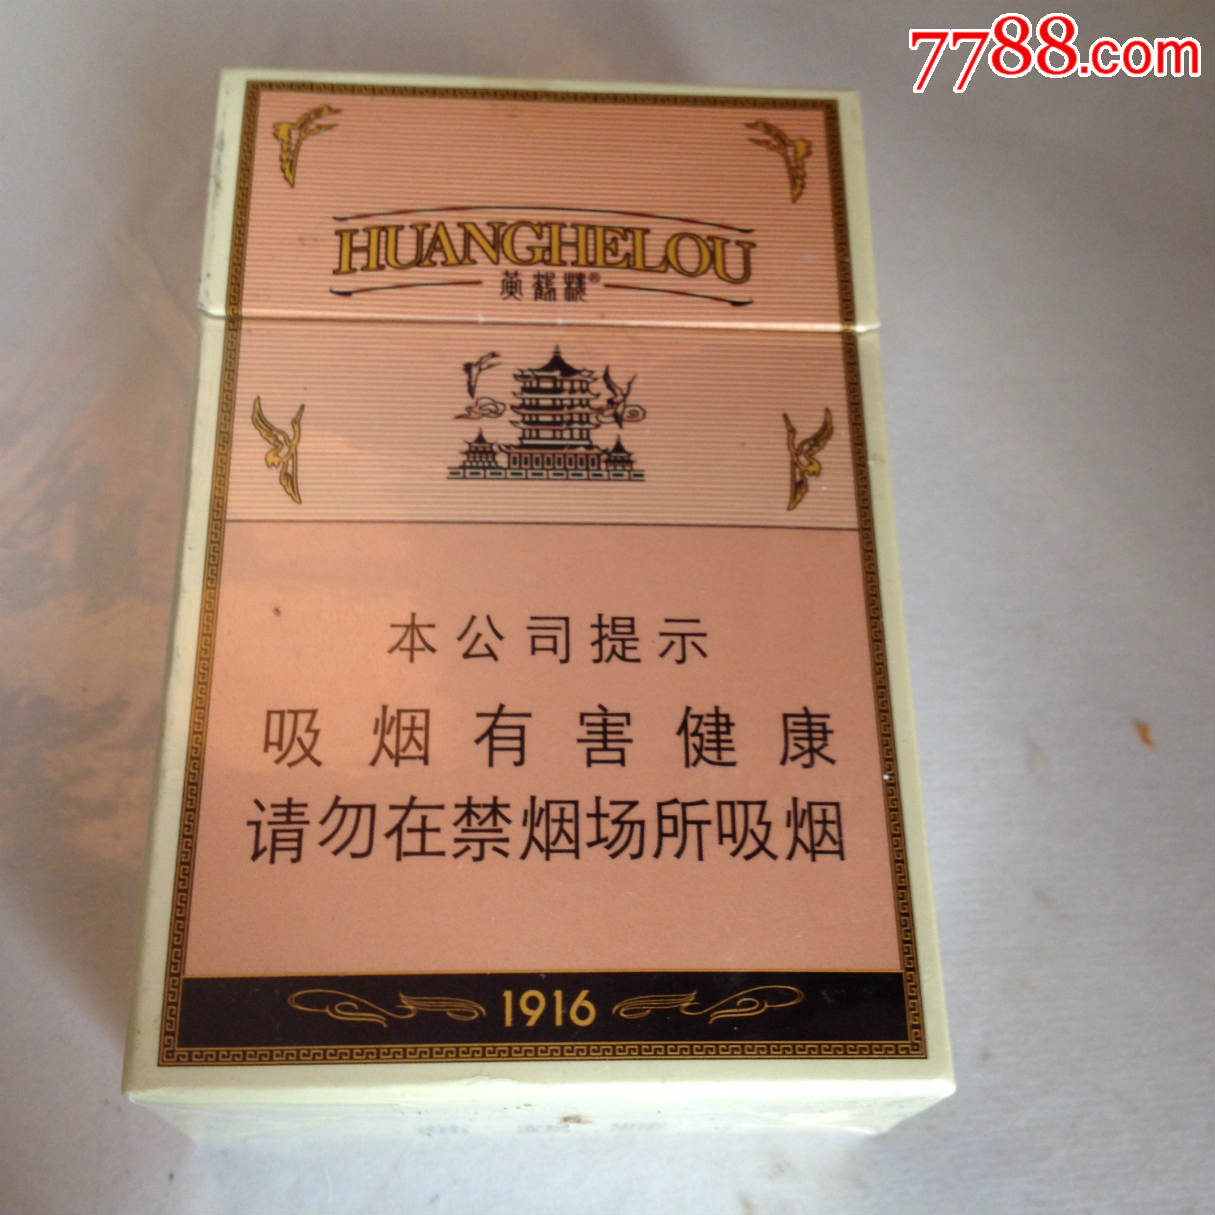 7788.com
HUANGHELOU
黄鹤楼®
本公司提示
吸烟有害健康
请勿在禁烟场所吸烟
1916